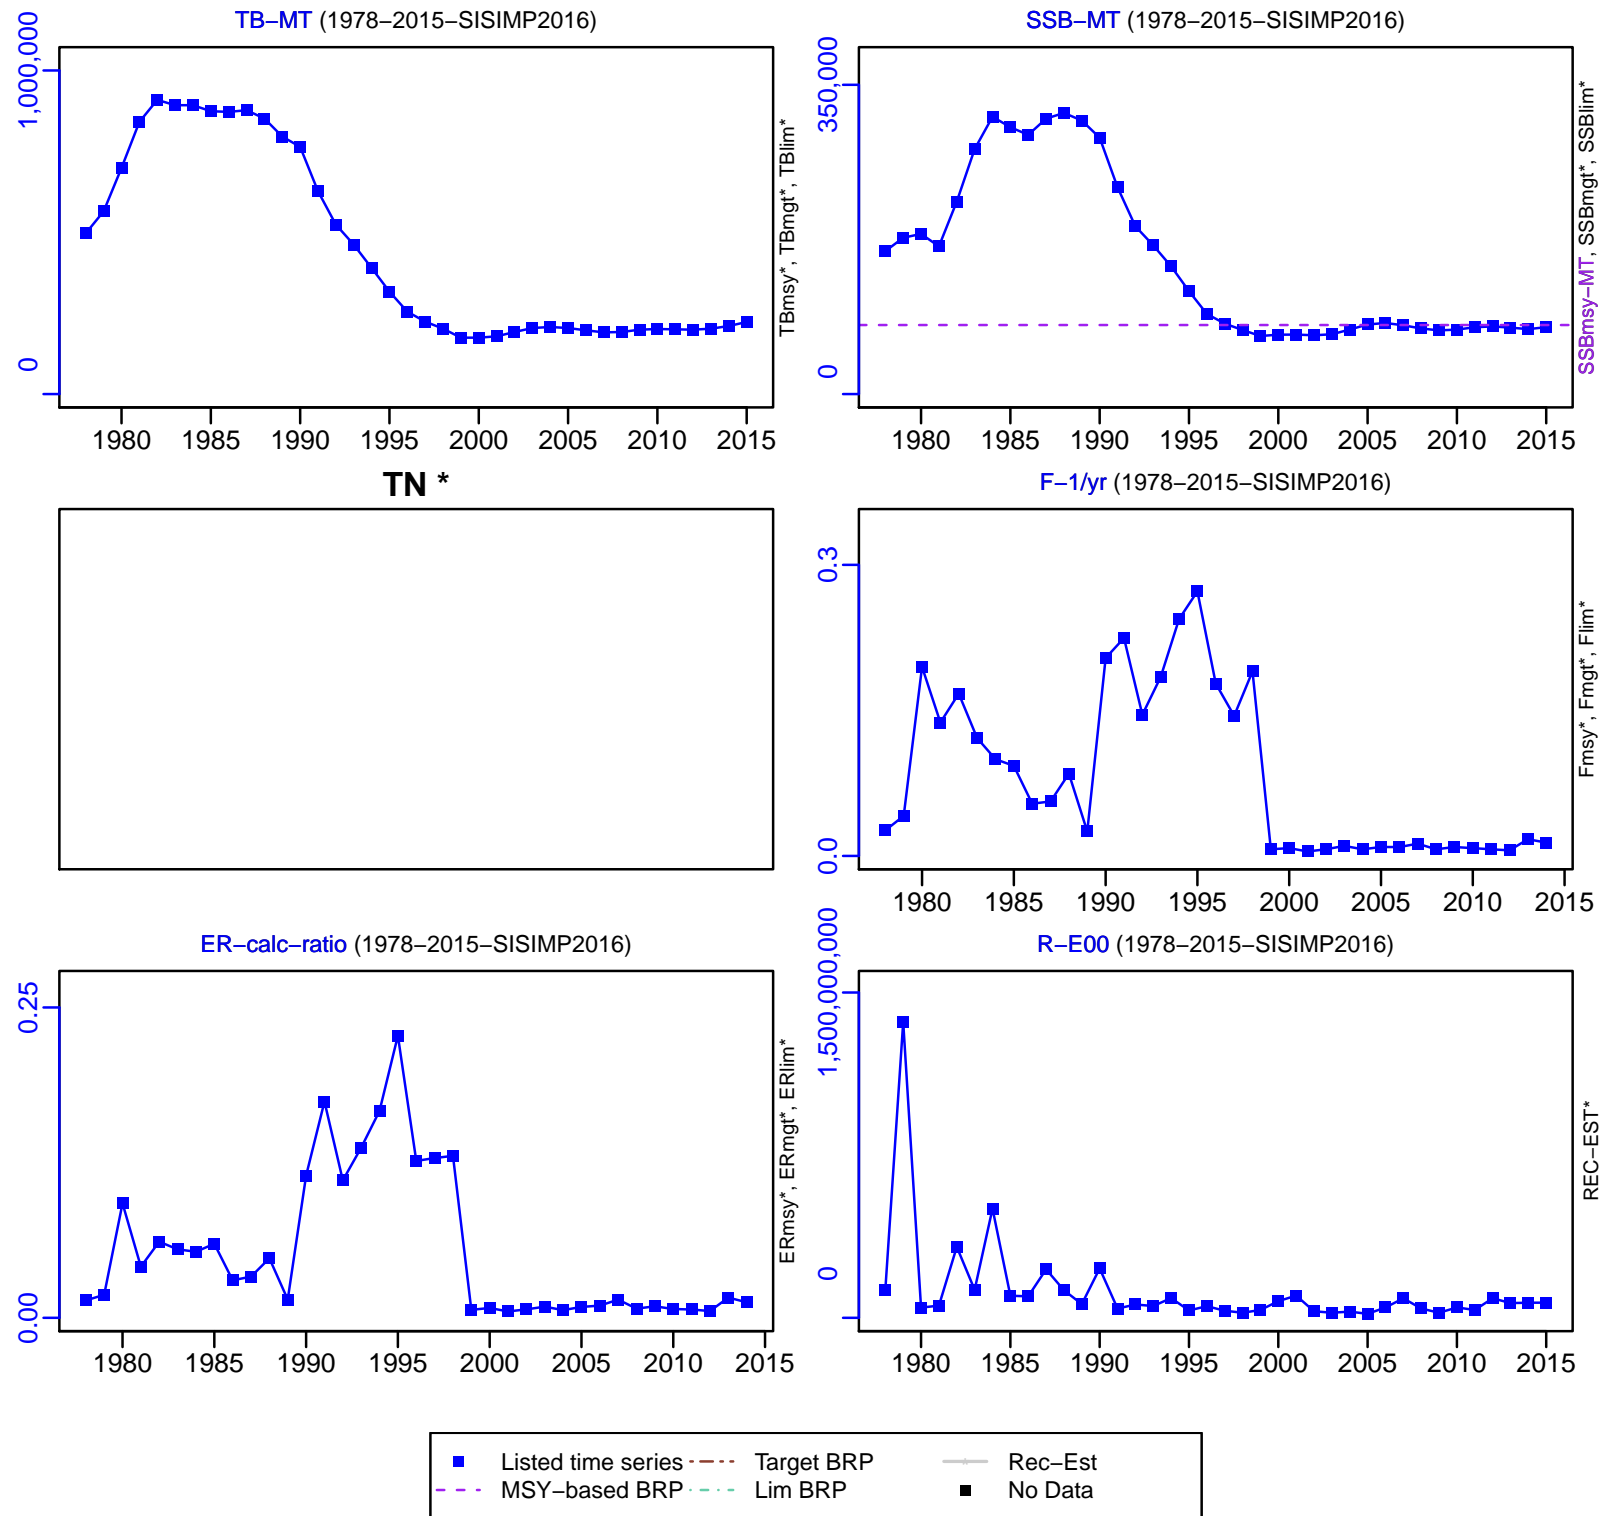 TB−MT (1978−2015−SISIMP2016)
1,000,000
0
TBmsy*, TBmgt*, TBlim*
1980 1985 1990 1995 2000 2005 2010 2015
SSB−MT (1978−2015−SISIMP2016)
350,000
0
SSBmsy−MT, SSBmgt*, SSBlim*
1980 1985 1990 1995 2000 2005 2010 2015
TN *
F−1/yr (1978−2015−SISIMP2016)
0.3
0.0
Fmsy*, Fmgt*, Flim*
1980 1985 1990 1995 2000 2005 2010 2015
ER−calc−ratio (1978−2015−SISIMP2016)
0.25
0.00
ERmsy*, ERmgt*, ERlim*
1980 1985 1990 1995 2000 2005 2010 2015
R−E00 (1978−2015−SISIMP2016)
1,500,000,000
0
REC−EST*
1980 1985 1990 1995 2000 2005 2010 2015
Listed time series Target BRP Rec−Est
MSY−based BRP Lim BRP No Data